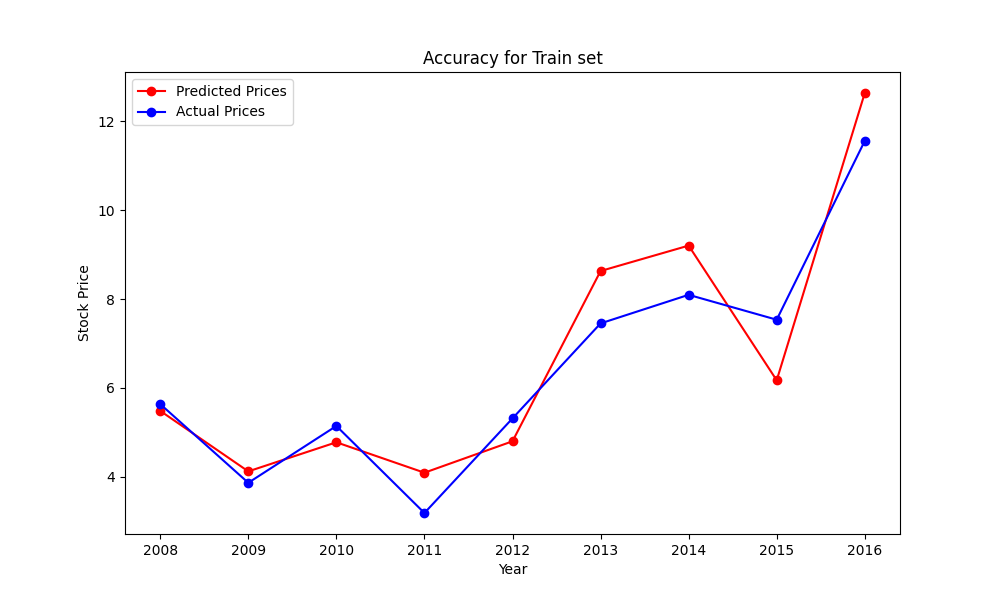 Accuracy for Train set
Predicted Prices
Actual Prices
12
10
8
6
4
Stock Price
2008 2009 2010 2011 2012 2013 2014 2015 2016
Year